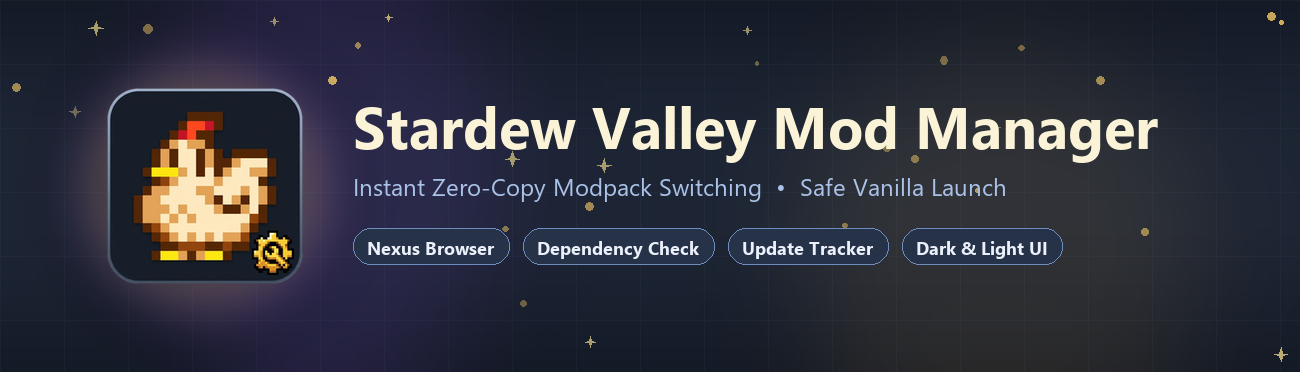 Stardew Valley Mod Manager
Instant Zero-Copy Modpack Switching • Safe Vanilla Launch
Nexus Browser Dependency Check Update Tracker Dark & Light UI